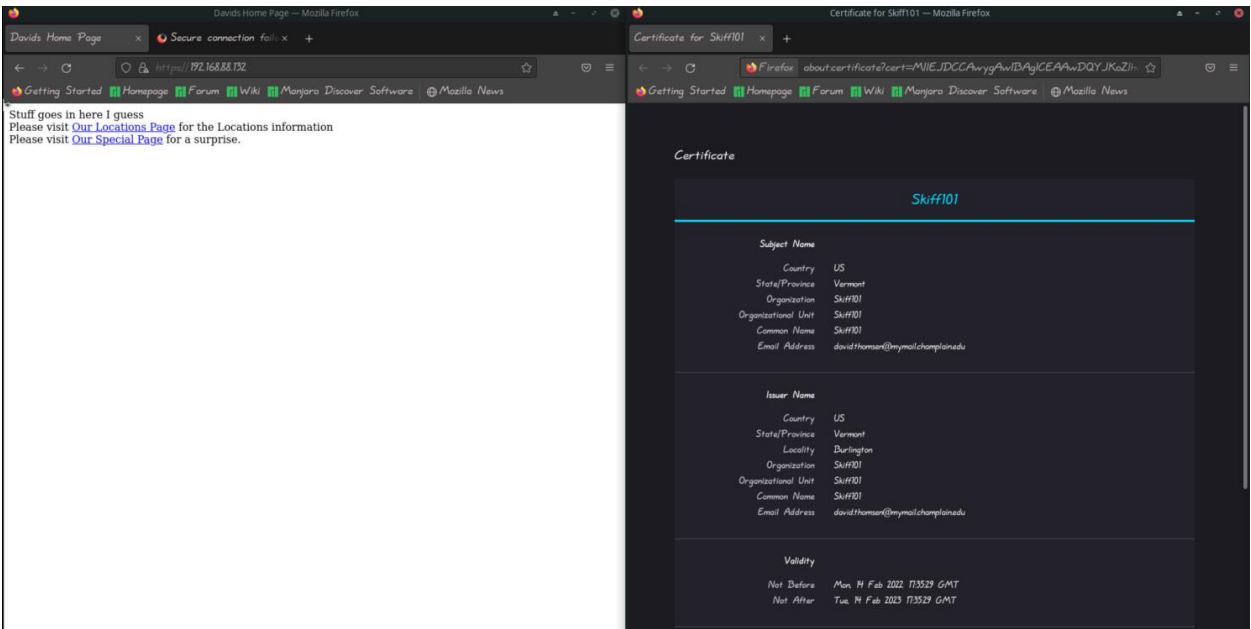 Davids Home Page — Mozilla Firefox
Davids Home Page
Secure connection faile
https://192.168.88.132
Getting Started Homepage Forum Wiki Manjaro Discover Software Mozilla News
Stuff goes in here I guess
Please visit Our Locations Page for the Locations information
Please visit Our Special Page for a surprise.
Certificate for Skiff101 — Mozilla Firefox
Certificate for Skiff101
Firefox about:certificate?cert=
Getting Started Homepage Forum Wiki Manjaro Discover Software Mozilla News
Certificate
Skiff101
Subject Name
Country US
State/Province Vermont
Organization Skiff101
Organizational Unit Skiff101
Common Name Skiff101
Email Address david.thomsen@mymail.champlain.edu
Issuer Name
Country US
State/Province Vermont
Locality Burlington
Organization Skiff101
Organizational Unit Skiff101
Common Name Skiff101
Email Address david.thomsen@mymail.champlain.edu
Validity
Not Before Mon, 14 Feb 2022 17:35:29 GMT
Not After Tue, 14 Feb 2023 17:35:29 GMT